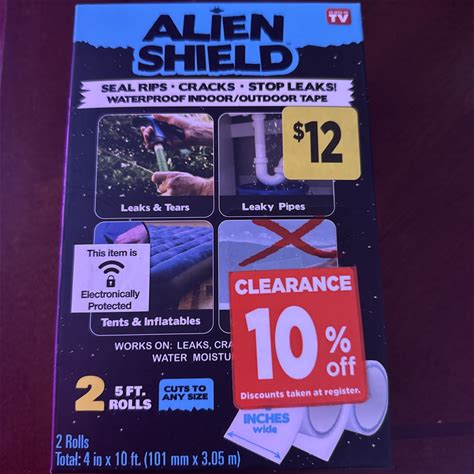 AS SEEN ON
TV
ALIEN
SHIELD
SEAL RIPS • CRACKS • STOP LEAKS!
WATERPROOF INDOOR/OUTDOOR TAPE
$12
Leaks & Tears
Leaky Pipes
This item is
Electronically
Protected
CLEARANCE
10% off
Discounts taken at register.
Tents & Inflatables
WORKS ON: LEAKS,
WATER
2 5 FT. ROLLS
CUTS TO ANY SIZE
INCHES
wide
2 Rolls
Total: 4 in x 10 ft. (101 mm x 3.05 m)